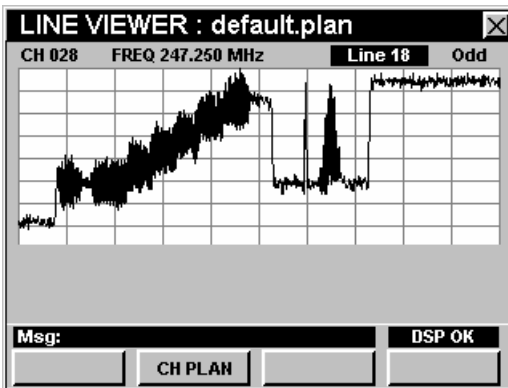 LINE VIEWER : default.plan
CH 028 FREQ 247.250 MHz Line 18 Odd
Msg: DSP OK
CH PLAN